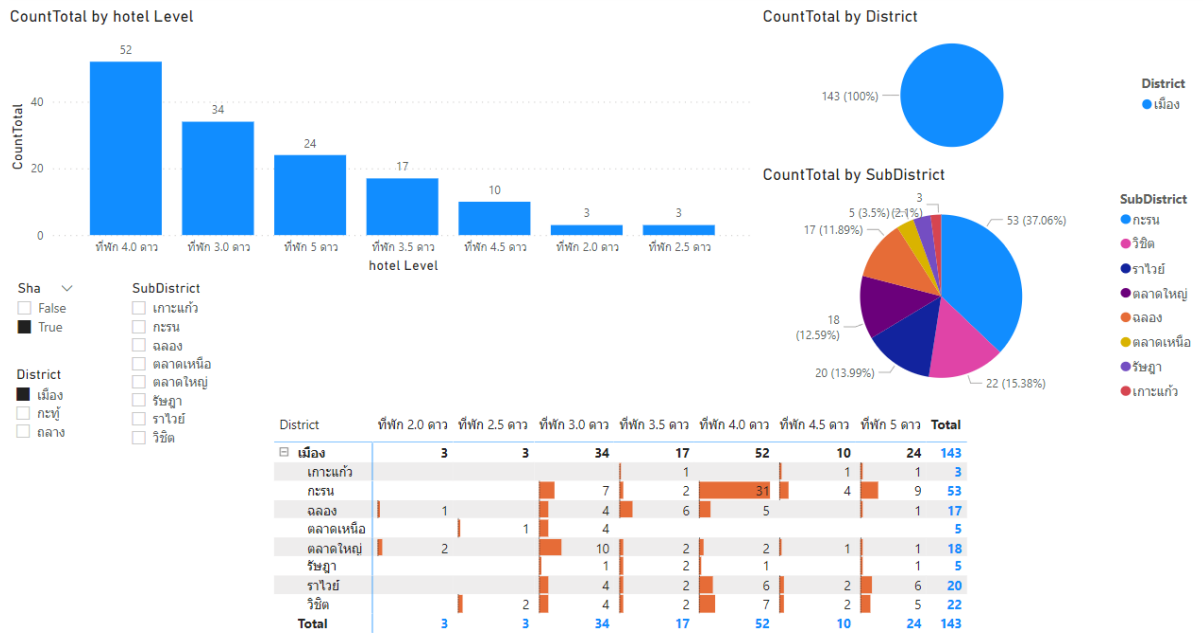 CountTotal by hotel Level
CountTotal
40
20
0
52
34
24
17
10
3
3
ที่พัก 4.0 ดาว ที่พัก 3.0 ดาว ที่พัก 5 ดาว ที่พัก 3.5 ดาว ที่พัก 4.5 ดาว ที่พัก 2.0 ดาว ที่พัก 2.5 ดาว
hotel Level
CountTotal by District
143 (100%)
District
เมือง
CountTotal by SubDistrict
3
5 (3.5%) (2.1%)
17 (11.89%)
18
(12.59%)
20 (13.99%)
22 (15.38%)
53 (37.06%)
SubDistrict
กะรน
วิชิต
ราไวย์
ตลาดใหญ่
ฉลอง
ตลาดเหนือ
รัษฎา
เกาะแก้ว
Sha
False
True
District
เมือง
กะทู้
ถลาง
SubDistrict
เกาะแก้ว
กะรน
ฉลอง
ตลาดเหนือ
ตลาดใหญ่
รัษฎา
ราไวย์
วิชิต
District ที่พัก 2.0 ดาว ที่พัก 2.5 ดาว ที่พัก 3.0 ดาว ที่พัก 3.5 ดาว ที่พัก 4.0 ดาว ที่พัก 4.5 ดาว ที่พัก 5 ดาว Total
เมือง 3 3 34 17 52 10 24 143
เกาะแก้ว 1 1 1 3
กะรน 7 2 31 4 9 53
ฉลอง 1 4 6 5 1 17
ตลาดเหนือ 1 4 5
ตลาดใหญ่ 2 10 2 2 1 1 18
รัษฎา 1 2 1 1 5
ราไวย์ 4 2 6 2 6 20
วิชิต 2 4 2 7 2 5 22
Total 3 3 34 17 52 10 24 143